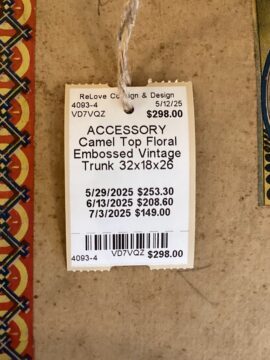 ReLove Consign & Design
4093-4 5/12/25
VD7VQZ $298.00
ACCESSORY
Camel Top Floral
Embossed Vintage
Trunk 32x18x26
5/29/2025 $253.30
6/13/2025 $208.60
7/3/2025 $149.00
4093-4 VD7VQZ $298.00